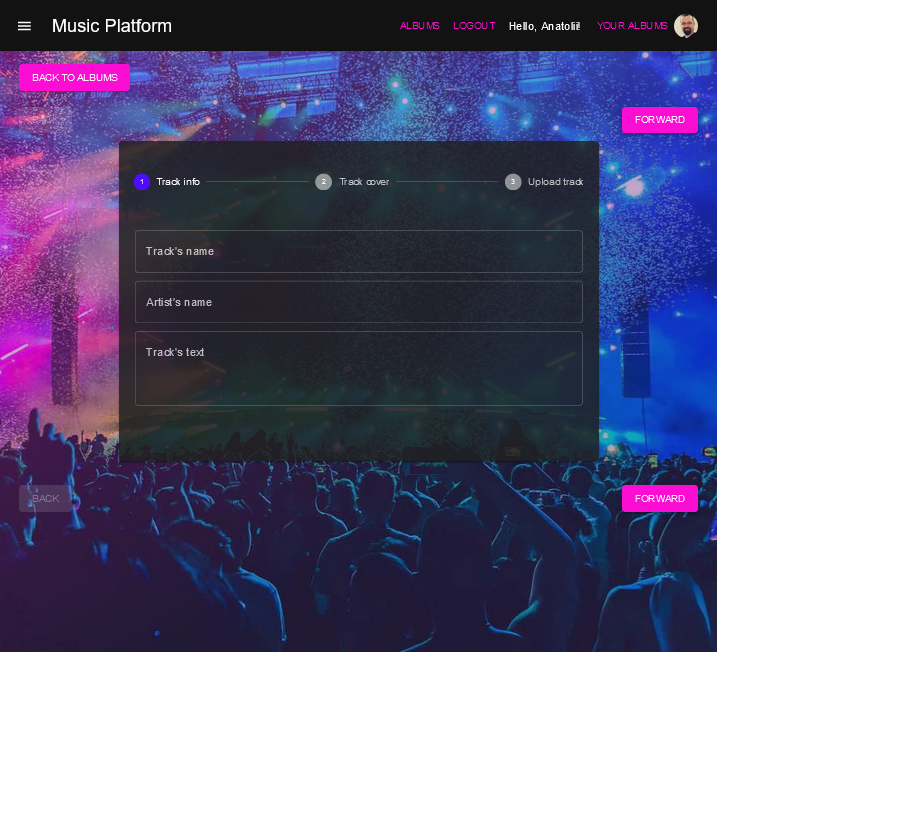 Music Platform
ALBUMS
LOGOUT
Hello, Anatolii!
YOUR ALBUMS
BACK TO ALBUMS
FORWARD
1 Track info
2 Track cover
3 Upload track
Track's name
Artist's name
Track's text
BACK
FORWARD